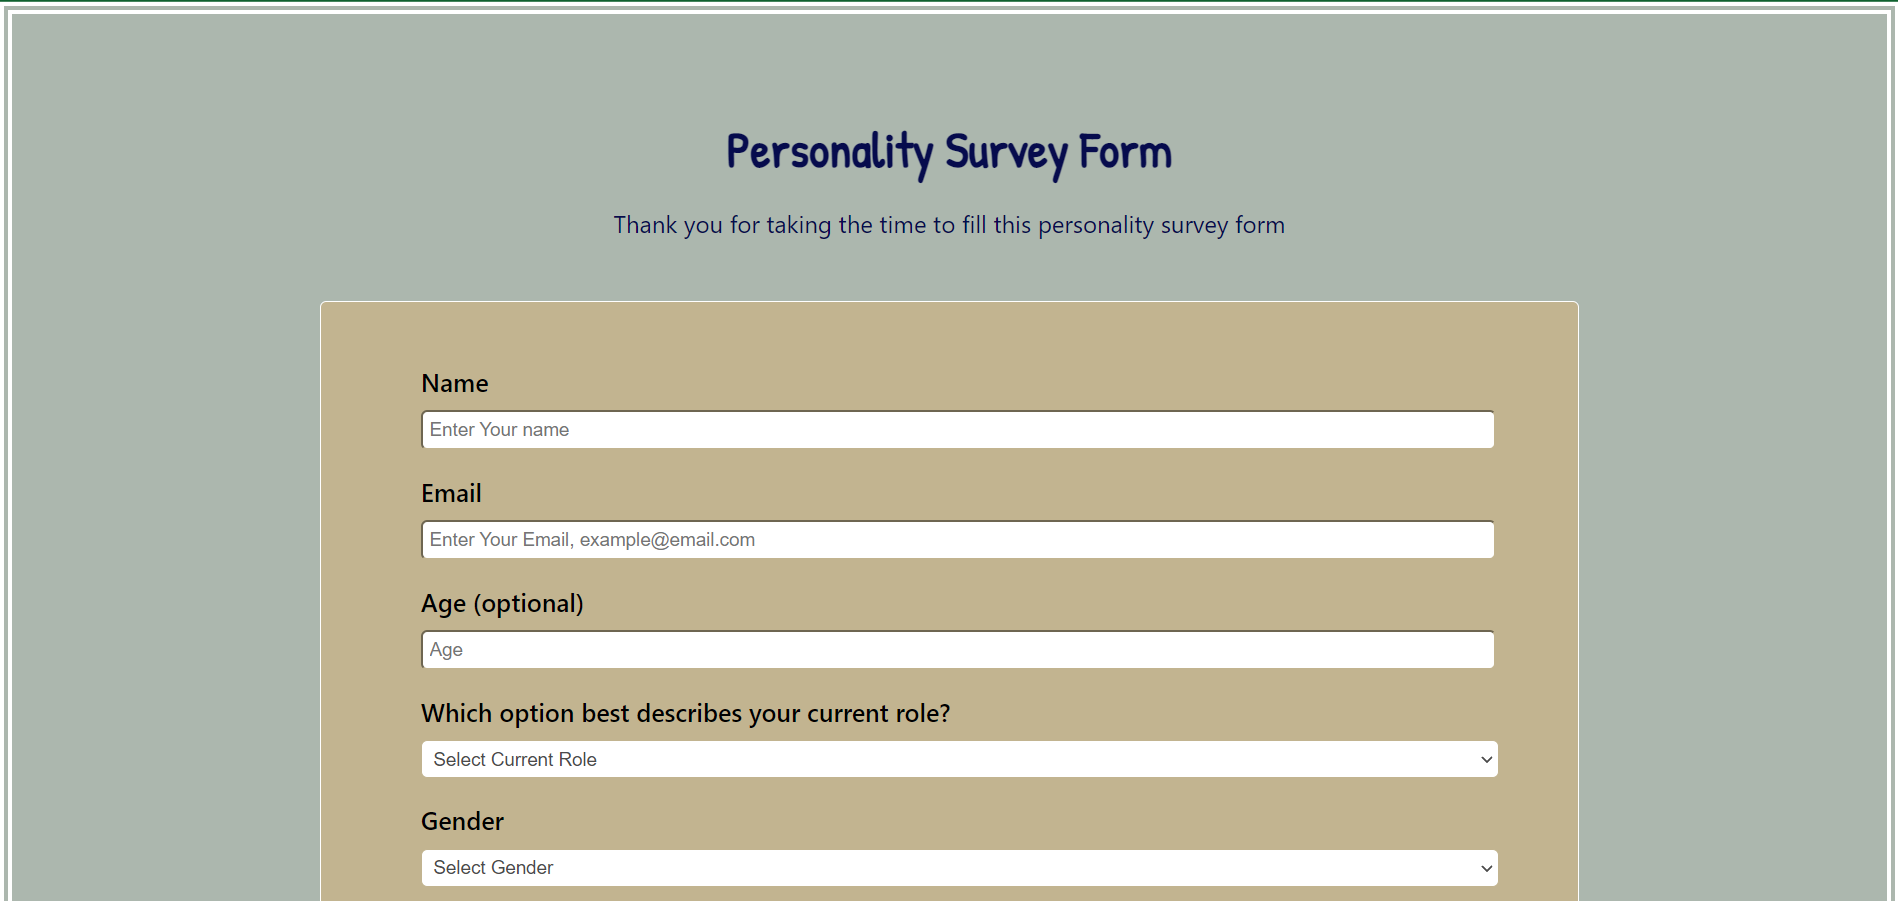 Personality Survey Form
Thank you for taking the time to fill this personality survey form
Name
Enter Your name
Email
Enter Your Email, example@email.com
Age (optional)
Age
Which option best describes your current role?
Select Current Role
Gender
Select Gender